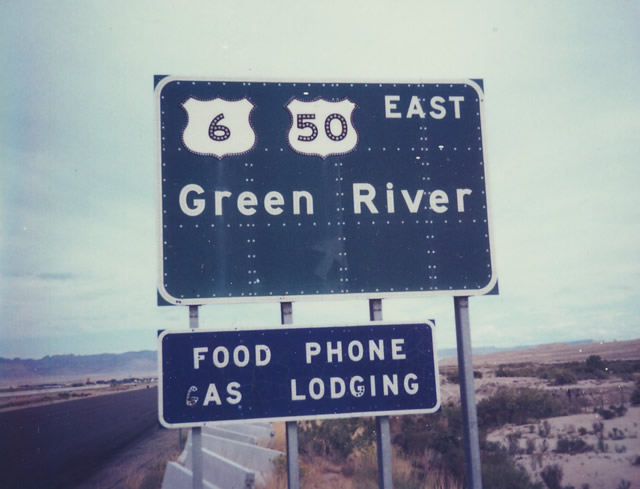 6 50 EAST
Green River
FOOD PHONE
GAS LODGING